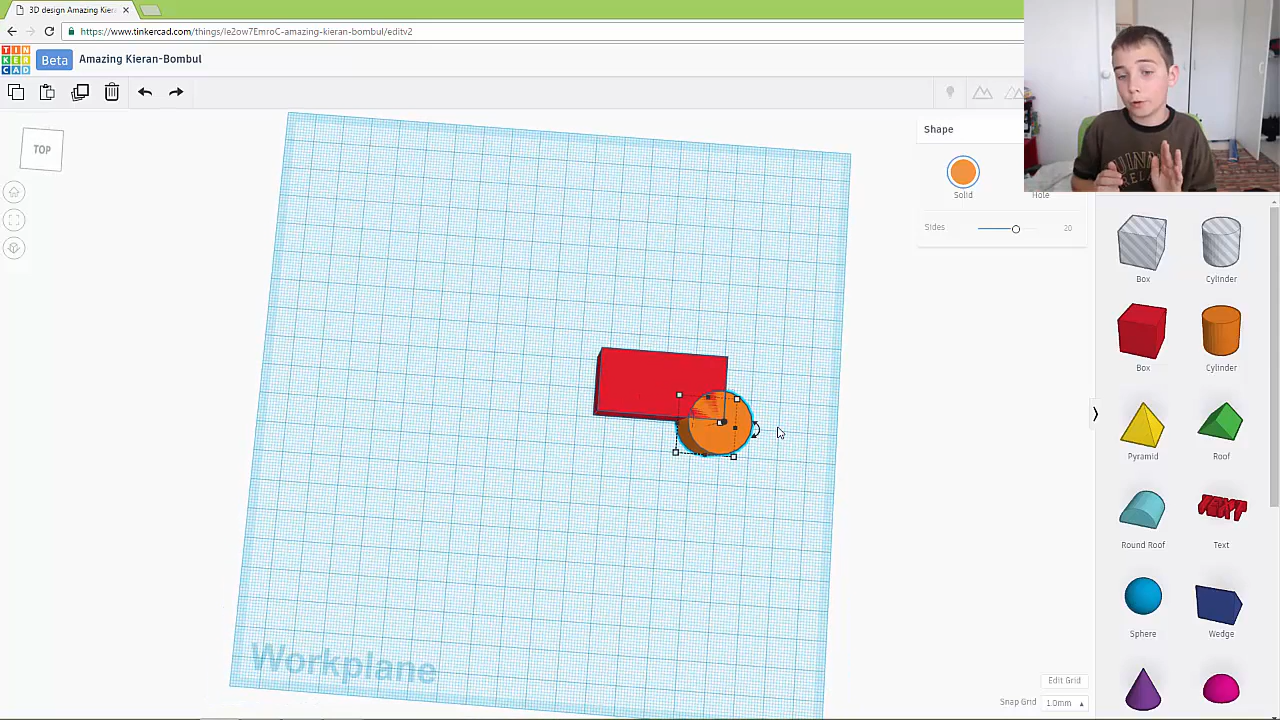 3D design Amazing Kier
https://www.tinkercad.com/things/le2ow7EmroC-amazing-kieran-bombul/editv2
TIN
KER
CAD
Beta
Amazing Kieran-Bombul
TOP
Shape
Solid
Hole
Sides
20
Box
Cylinder
Box
Cylinder
Pyramid
Roof
Round Roof
TEXT
Text
Sphere
Wedge
Workplane
Edit Grid
Snap Grid
1.0mm